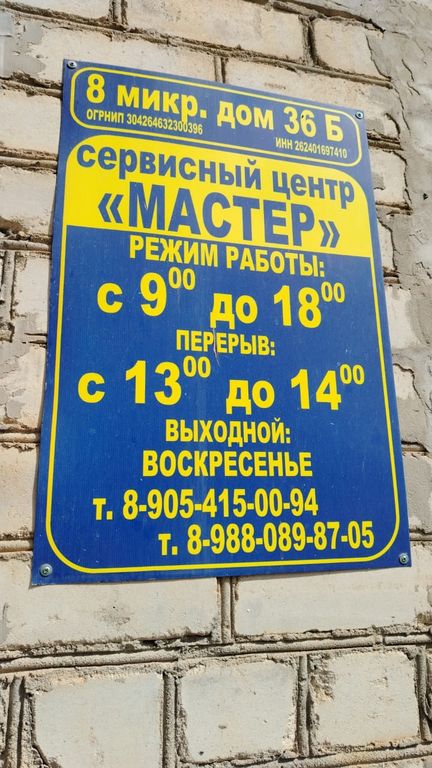 8 микр. дом 36 Б
ОГРНИП 304264632300396
ИНН 262401697410
сервисный центр
«МАСТЕР»
РЕЖИМ РАБОТЫ:
с 9⁰⁰ до 18⁰⁰
ПЕРЕРЫВ:
с 13⁰⁰ до 14⁰⁰
ВЫХОДНОЙ:
ВОСКРЕСЕНЬЕ
т. 8-905-415-00-94
т. 8-988-089-87-05